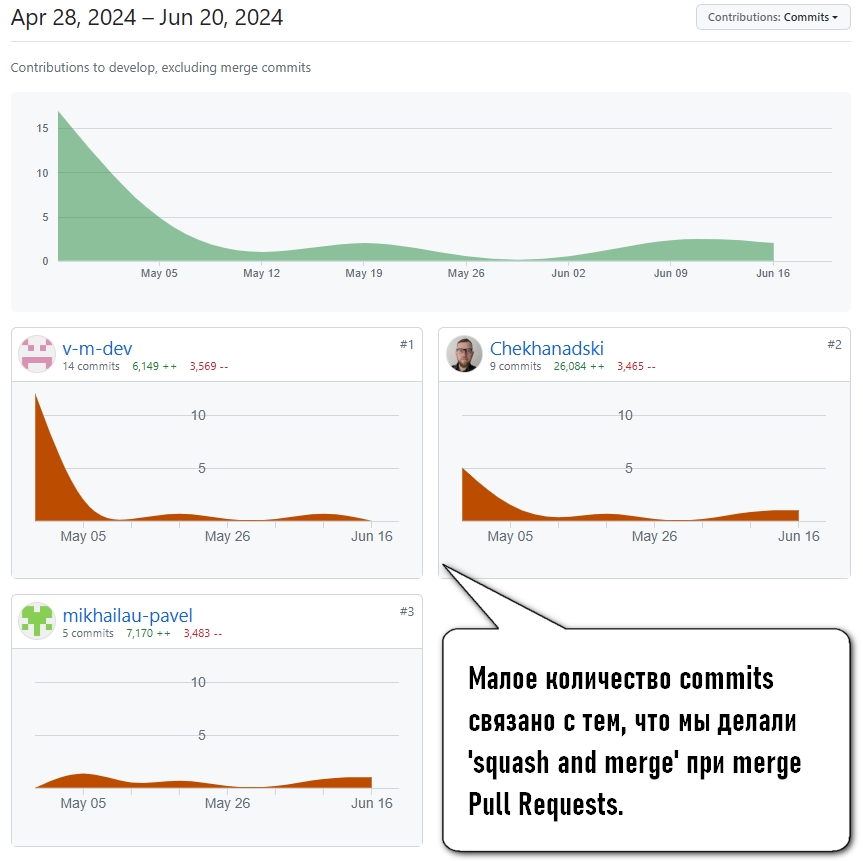 Apr 28, 2024 – Jun 20, 2024
Contributions: Commits
Contributions to develop, excluding merge commits
15
10
5
0
May 05 May 12 May 19 May 26 Jun 02 Jun 09 Jun 16
v-m-dev #1
14 commits 6,149 ++ 3,569 --
10
5
May 05 May 26 Jun 16
Chekhanadski #2
9 commits 26,084 ++ 3,465 --
10
5
May 05 May 26 Jun 16
mikhailau-pavel #3
5 commits 7,170 ++ 3,483 --
10
5
May 05 May 26 Jun 16
Малое количество commits
связано с тем, что мы делали
'squash and merge' при merge
Pull Requests.